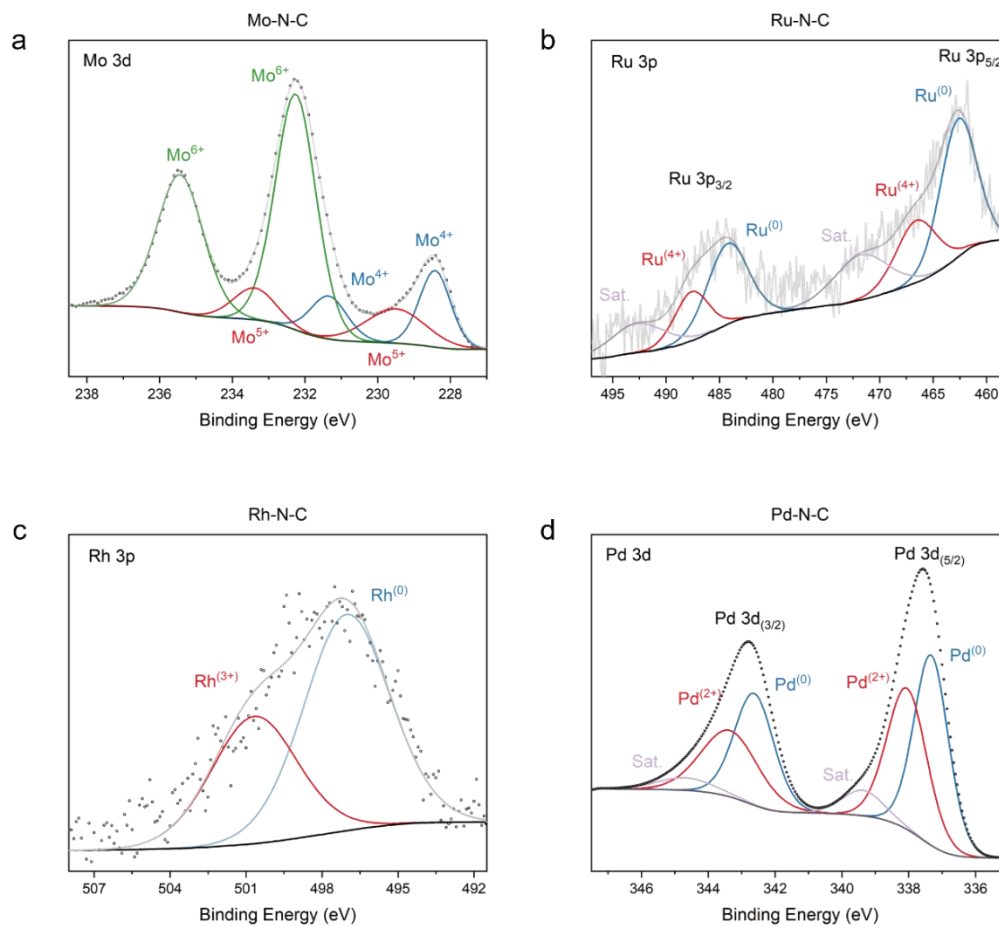 a
Mo-N-C
Mo 3d
Mo⁶⁺
Mo⁶⁺
Mo⁵⁺
Mo⁴⁺
Mo⁵⁺
Mo⁴⁺
238 236 234 232 230 228
Binding Energy (eV)
b
Ru-N-C
Ru 3p
Ru 3p₅/₂
Ru⁽⁰⁾
Ru⁽⁴⁺⁾
Sat.
Ru 3p₃/₂
Ru⁽⁰⁾
Ru⁽⁴⁺⁾
Sat.
495 490 485 480 475 470 465 460
Binding Energy (eV)
c
Rh-N-C
Rh 3p
Rh⁽⁰⁾
Rh⁽³⁺⁾
507 504 501 498 495 492
Binding Energy (eV)
d
Pd-N-C
Pd 3d
Pd 3d₍₅/₂₎
Pd 3d₍₃/₂₎
Pd⁽⁰⁾
Pd⁽²⁺⁾
Pd⁽⁰⁾
Pd⁽²⁺⁾
Sat.
Sat.
346 344 342 340 338 336
Binding Energy (eV)